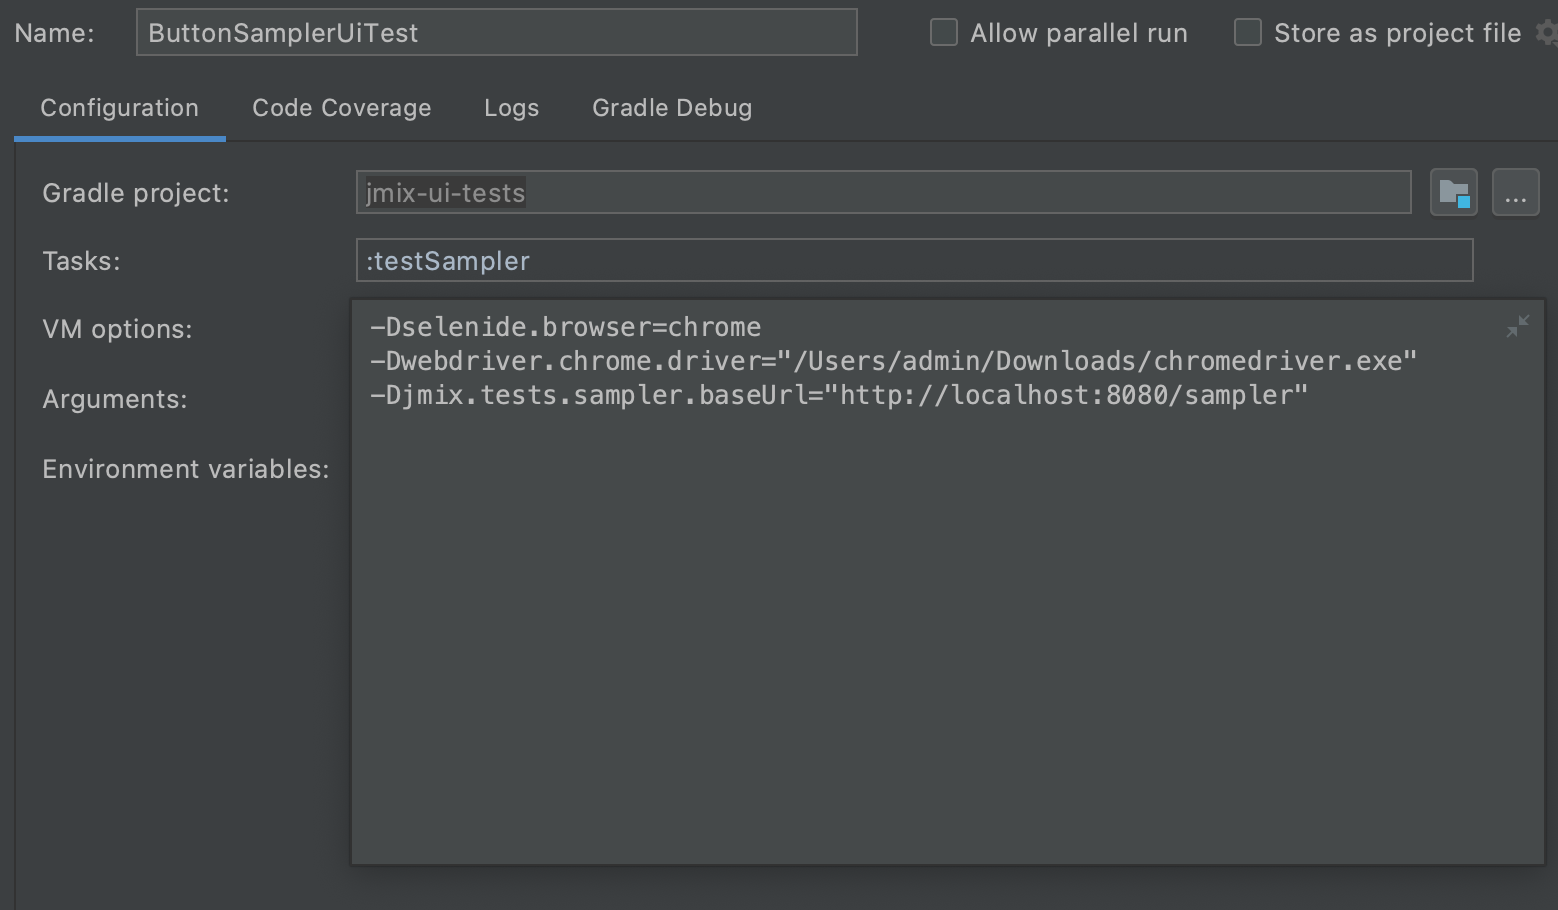 Name: ButtonSamplerUiTest Allow parallel run Store as project file
Configuration Code Coverage Logs Gradle Debug
Gradle project: jmix-ui-tests ...
Tasks: :testSampler
VM options: -Dselenide.browser=chrome
-Dwebdriver.chrome.driver="/Users/admin/Downloads/chromedriver.exe"
Arguments: -Djmix.tests.sampler.baseUrl="http://localhost:8080/sampler"
Environment variables: